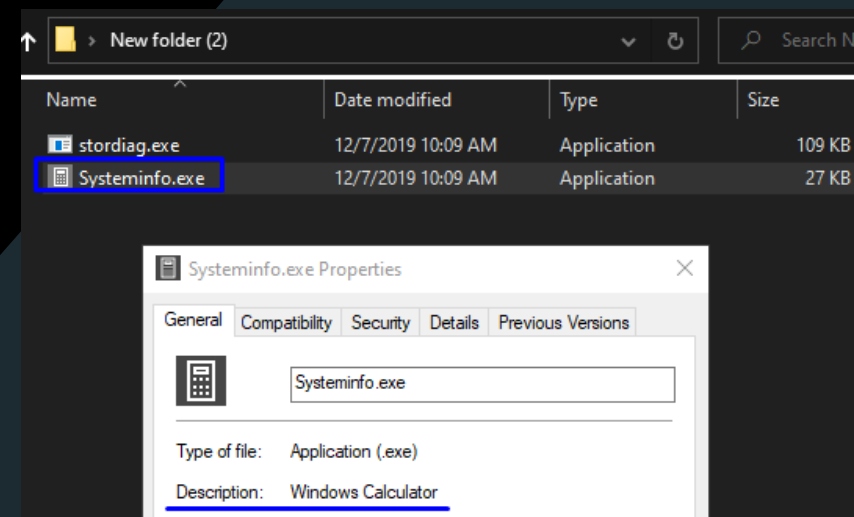 New folder (2)
Search N
Name Date modified Type Size
stordiag.exe 12/7/2019 10:09 AM Application 109 KB
Systeminfo.exe 12/7/2019 10:09 AM Application 27 KB
Systeminfo.exe Properties
General Compatibility Security Details Previous Versions
Systeminfo.exe
Type of file: Application (.exe)
Description: Windows Calculator